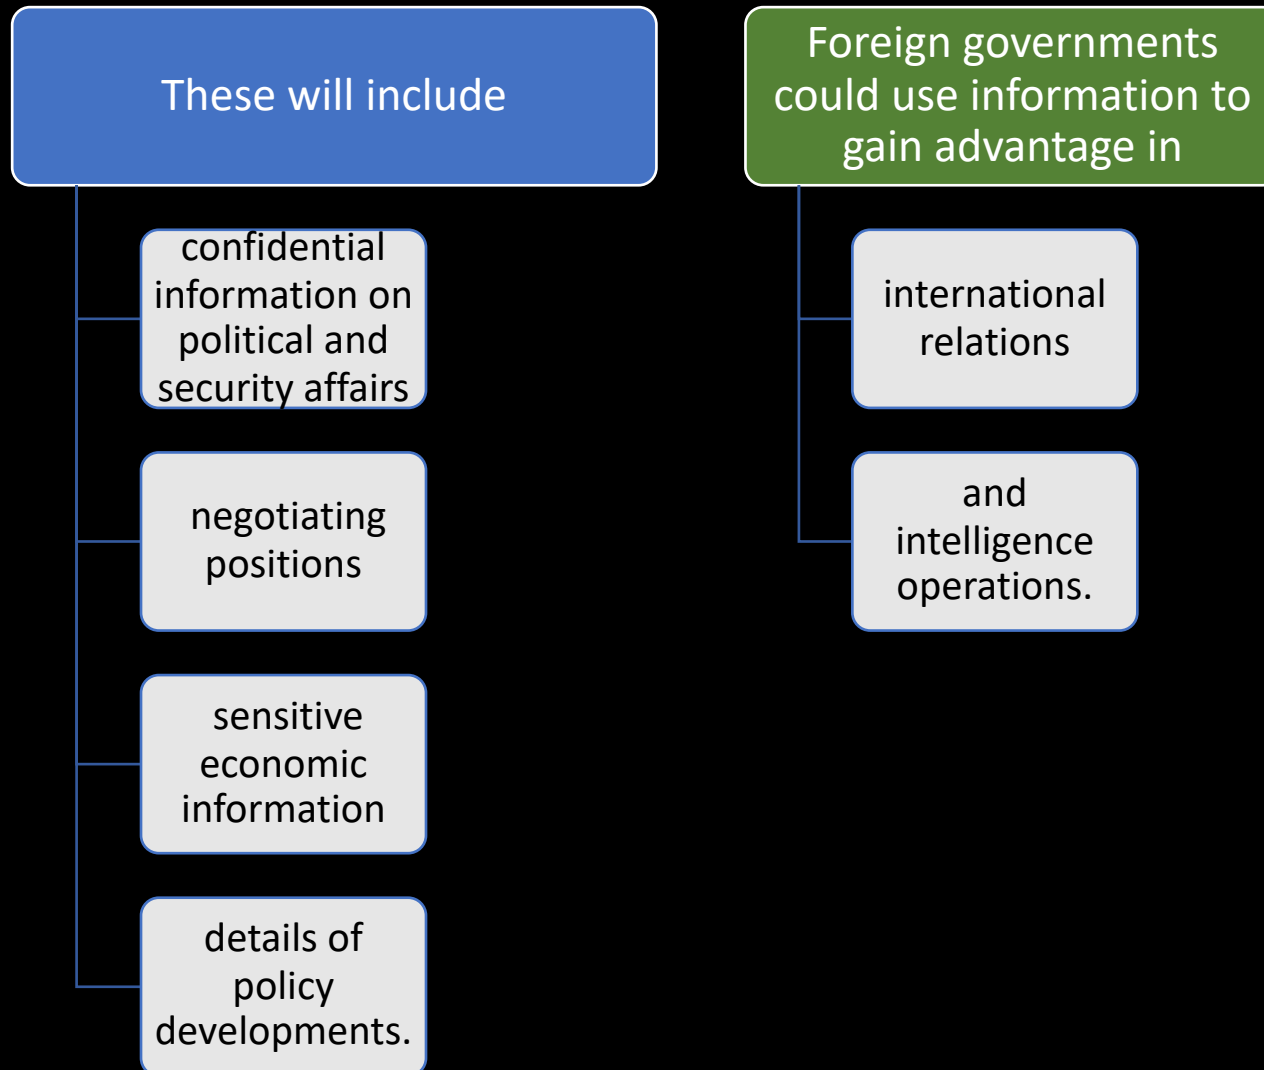 These will include
confidential
information on
political and
security affairs
negotiating
positions
sensitive
economic
information
details of
policy
developments.
Foreign governments
could use information to
gain advantage in
international
relations
and
intelligence
operations.